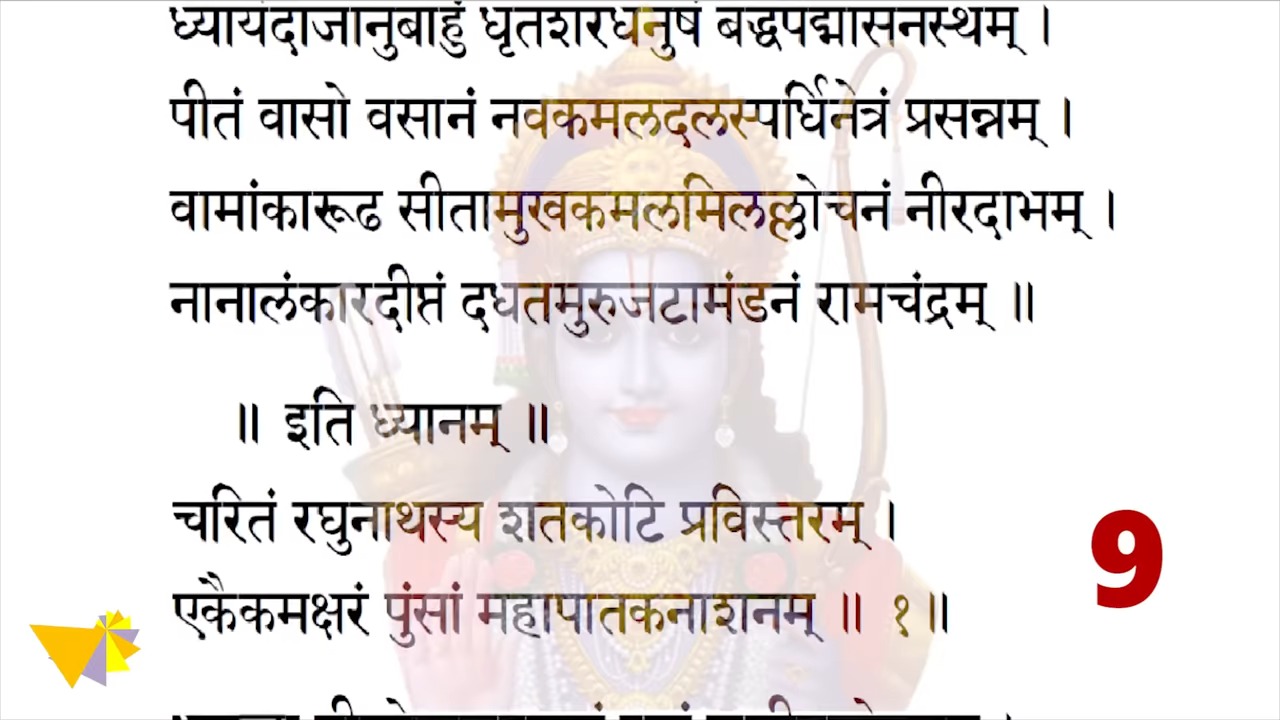 ध्यायेदाजानुबाहुं धृतशरधनुषं बद्धपद्मासनस्थम् ।
पीतं वासो वसानं नवकमलदलस्पर्धिनेत्रं प्रसन्नम् ।
वामांकारूढ सीतामुखकमलमिलल्लोचनं नीरदाभम् ।
नानालंकारदीप्तं दधतमुरुजटामंडनं रामचंद्रम् ॥
॥ इति ध्यानम् ॥
चरितं रघुनाथस्य शतकोटि प्रविस्तरम् ।
एकैकमक्षरं पुंसां महापातकनाशनम् ॥ १॥
9